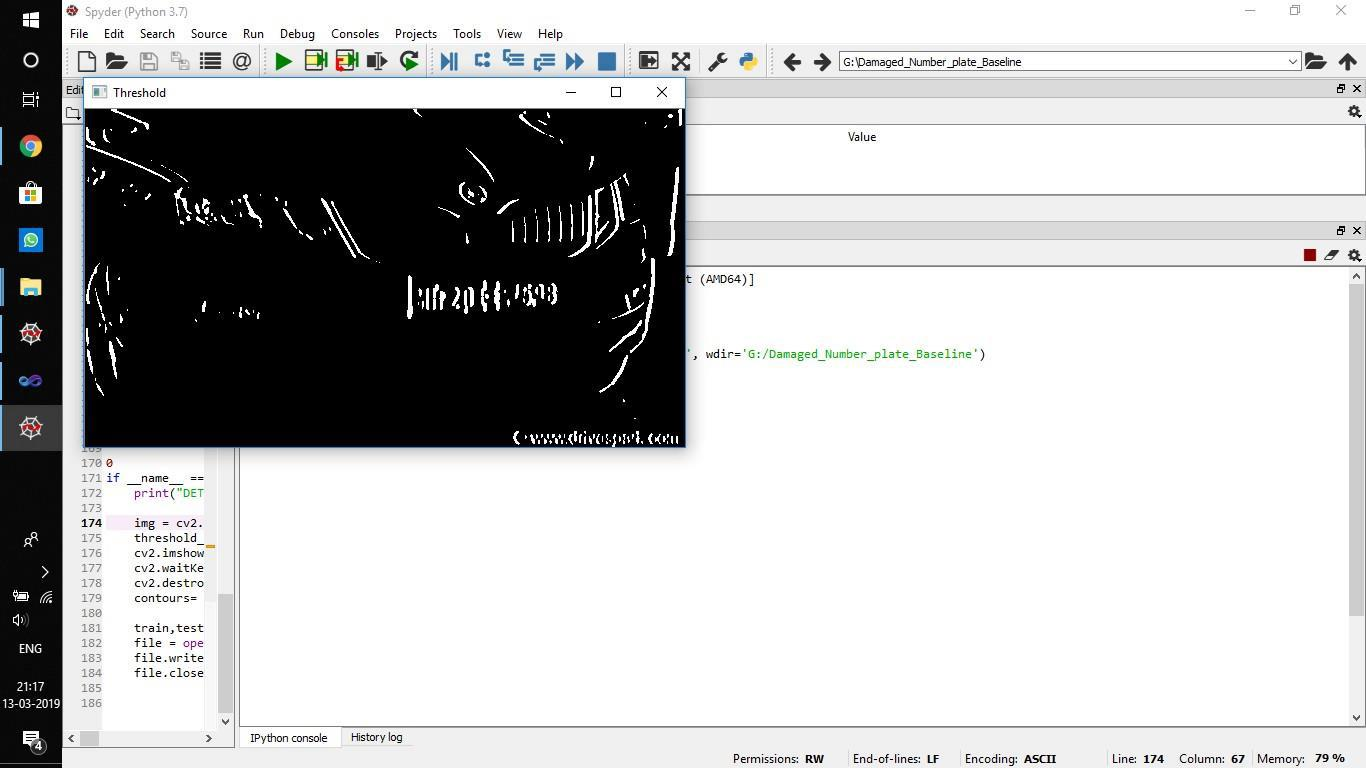 Spyder (Python 3.7)
File Edit Search Source Run Debug Consoles Projects Tools View Help
G:\Damaged_Number_plate_Baseline
Threshold
Value
t (AMD64)]
', wdir='G:/Damaged_Number_plate_Baseline')
169
170 0
171 if __name__ ==
172 print("DET
173
174 img = cv2.
175 threshold_
176 cv2.imshow
177 cv2.waitKe
178 cv2.destro
179 contours=
180
181 train,test
182 file = ope
183 file.write
184 file.close
185
186
IPython console History log
Permissions: RW End-of-lines: LF Encoding: ASCII Line: 174 Column: 67 Memory: 79 %
ENG
21:17
13-03-2019
4